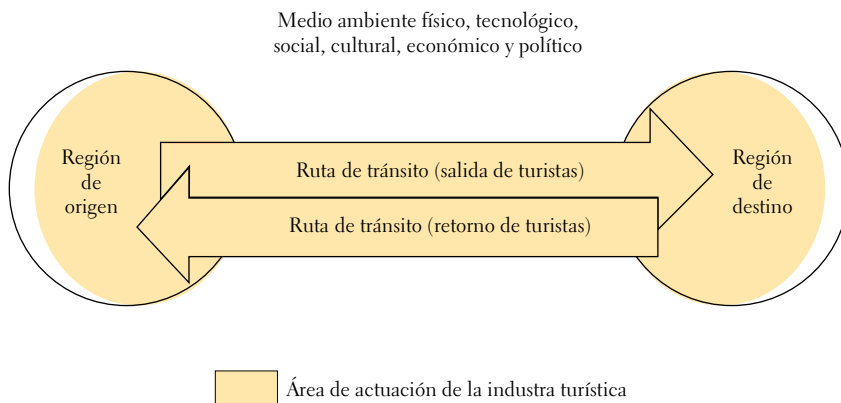 Medio ambiente físico, tecnológico,
social, cultural, económico y político
Región
de
origen
Ruta de tránsito (salida de turistas)
Ruta de tránsito (retorno de turistas)
Región
de
destino
Área de actuación de la industra turística